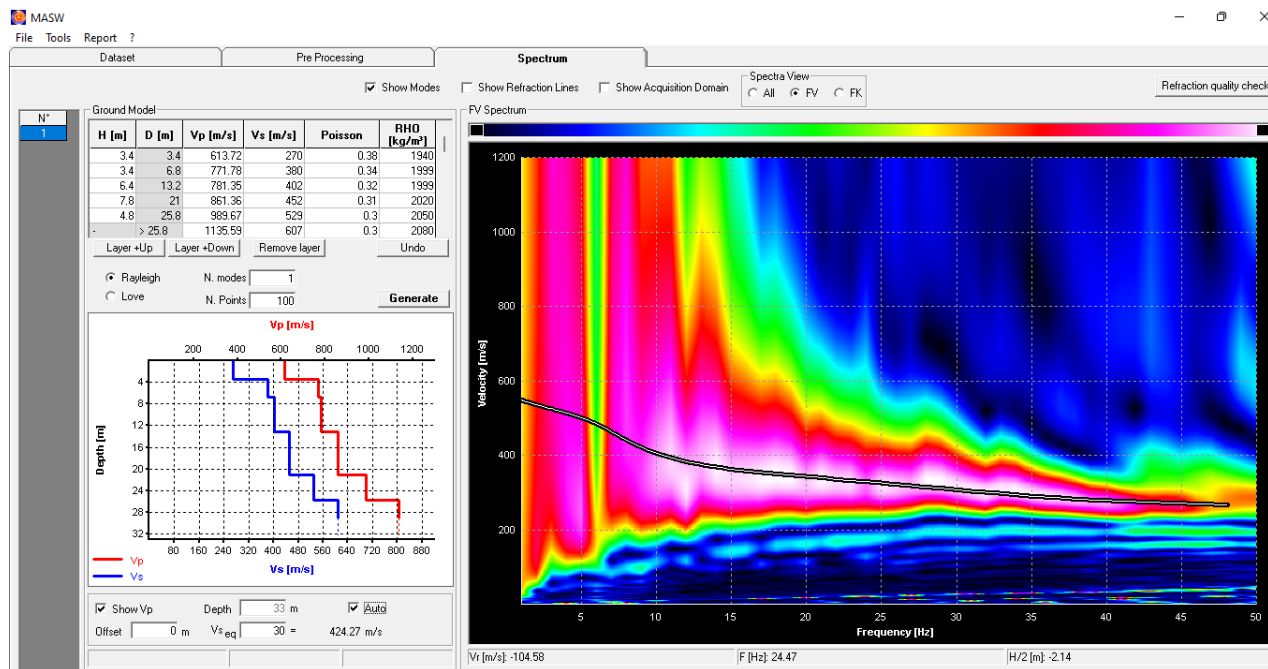 MASW
File Tools Report ?
Dataset Pre Processing Spectrum
Show Modes Show Refraction Lines Show Acquisition Domain Spectra View All FV FK Refraction quality check
N° Ground Model FV Spectrum
1
H [m] D [m] Vp [m/s] Vs [m/s] Poisson RHO [kg/m³]
3.4 3.4 613.72 270 0.38 1940
3.4 6.8 771.78 380 0.34 1999
6.4 13.2 781.35 402 0.32 1999
7.8 21 861.36 452 0.31 2020
4.8 25.8 989.67 529 0.3 2050
- > 25.8 1135.59 607 0.3 2080
Layer +Up Layer +Down Remove layer Undo
Rayleigh N. modes 1
Love N. Points 100 Generate
Vp [m/s]
200 400 600 800 1000 1200
Depth [m]
4
8
12
16
20
24
28
32
80 160 240 320 400 480 560 640 720 800 880
Vp
Vs
Vs [m/s]
Show Vp Depth 33 m Auto
Offset 0 m Vs eq 30 = 424.27 m/s
1200
1000
800
600
400
200
Velocity [m/s]
5 10 15 20 25 30 35 40 45 50
Frequency [Hz]
Vr [m/s]: -104.58 F [Hz]: 24.47 H/2 [m]: -2.14